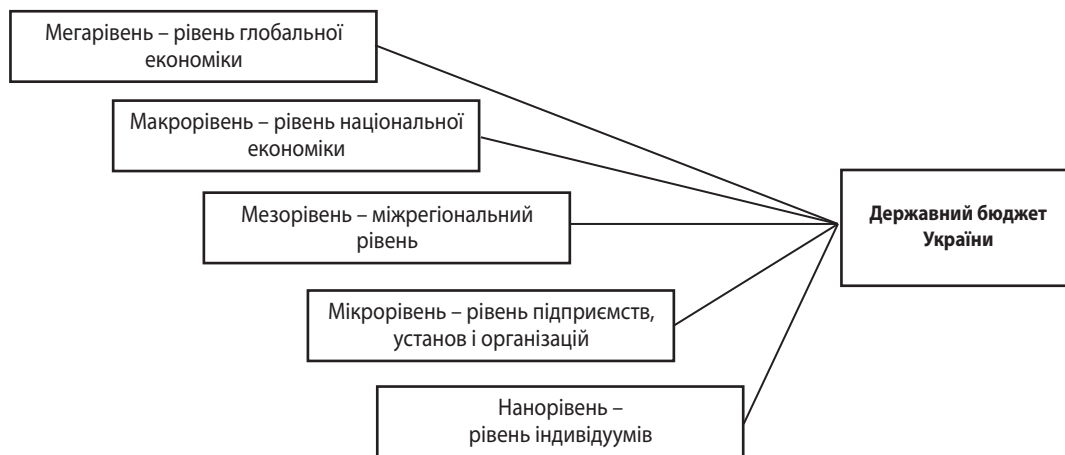 Мегарівень – рівень глобальної
економіки
Макрорівень – рівень національної
економіки
Мезорівень – міжрегіональний
рівень
Державний бюджет
України
Мікрорівень – рівень підприємств,
установ і організацій
Нанорівень –
рівень індивідуумів